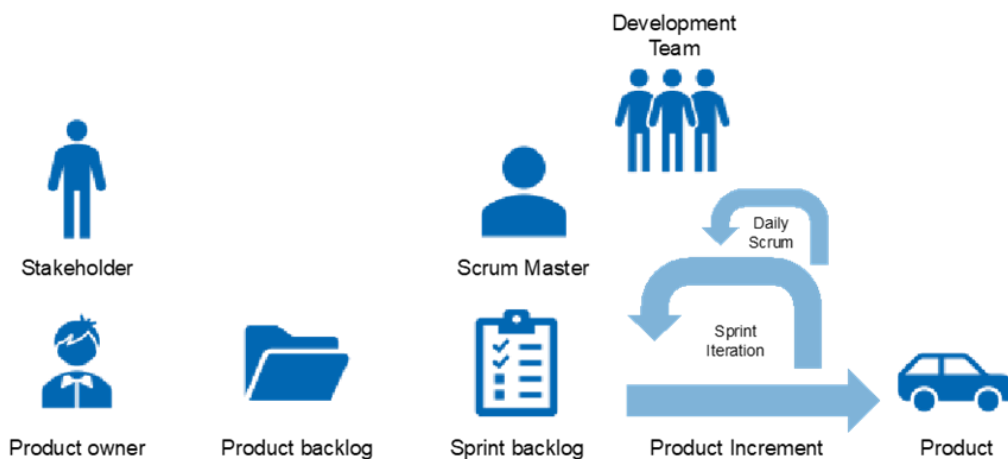 Development
Team
Stakeholder
Scrum Master
Daily
Scrum
Sprint
Iteration
Product owner
Product backlog
Sprint backlog
Product Increment
Product